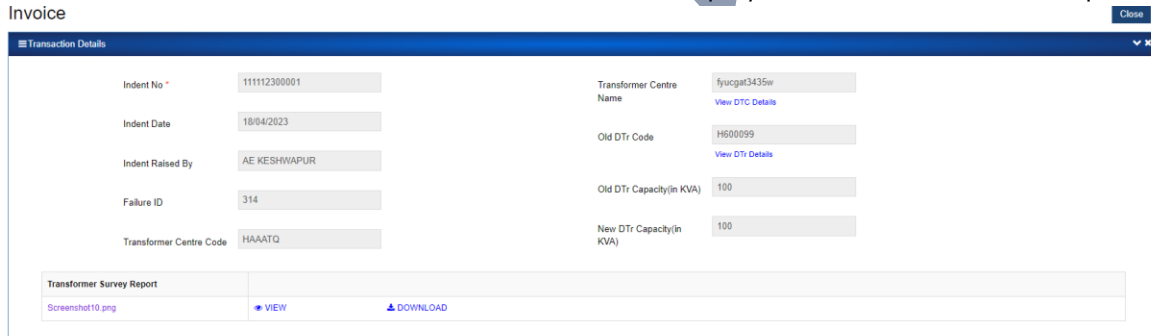 Invoice
Close
Transaction Details
Indent No *
111112300001
Indent Date
18/04/2023
Indent Raised By
AE KESHWAPUR
Failure ID
314
Transformer Centre Code
HAAATQ
Transformer Centre
Name
fyucgat3435w
View DTC Details
Old DTr Code
H600099
View DTr Details
Old DTr Capacity(in KVA)
100
New DTr Capacity(in
KVA)
100
Transformer Survey Report
Screenshot10.png
VIEW
DOWNLOAD